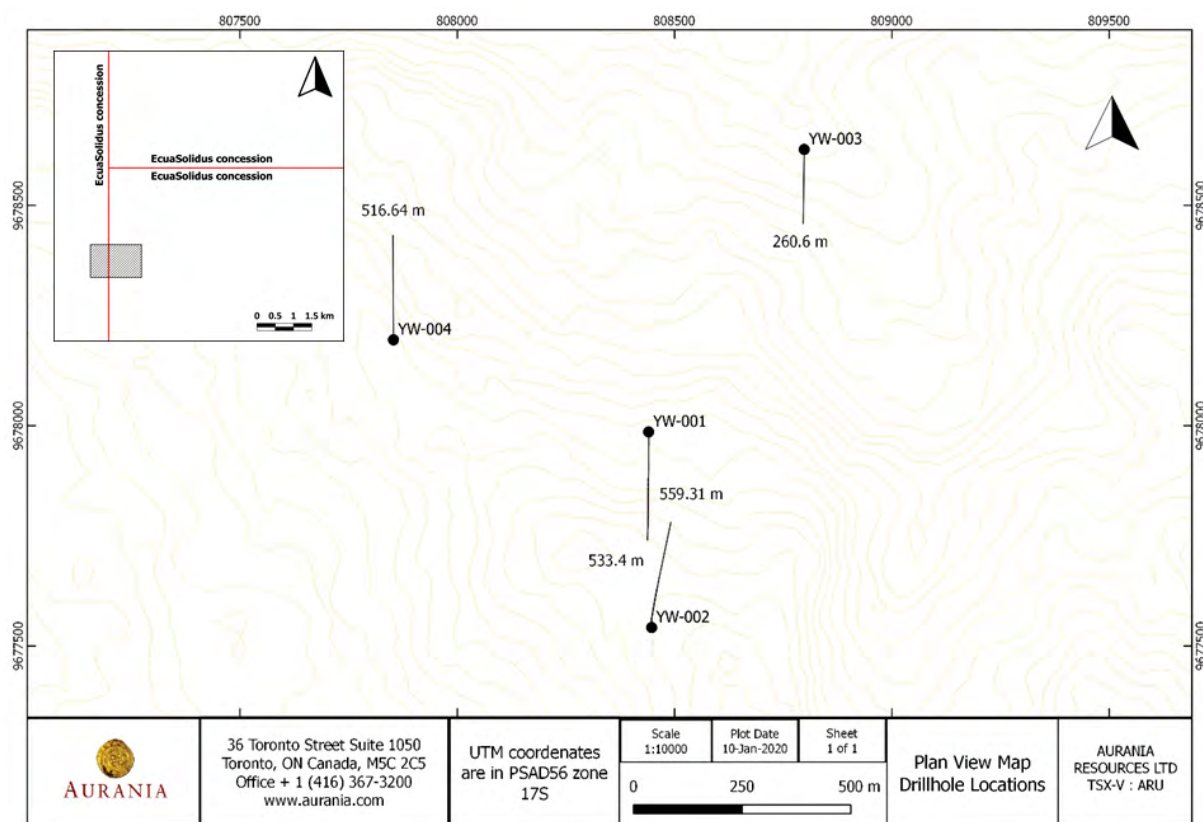 807500
808000
808500
809000
809500
9678500
9678000
9677500
9678500
9678000
9677500
EcuaSolidus concession
EcuaSolidus concession
EcuaSolidus concession
0 0.5 1 1.5 km
YW-003
260.6 m
516.64 m
YW-004
YW-001
559.31 m
533.4 m
YW-002
AURANIA
36 Toronto Street Suite 1050
Toronto, ON Canada, M5C 2C5
Office + 1 (416) 367-3200
www.aurania.com
UTM coordenates
are in PSAD56 zone
17S
Scale
1:10000
Plot Date
10-Jan-2020
Sheet
1 of 1
0 250 500 m
Plan View Map
Drillhole Locations
AURANIA
RESOURCES LTD
TSX-V : ARU